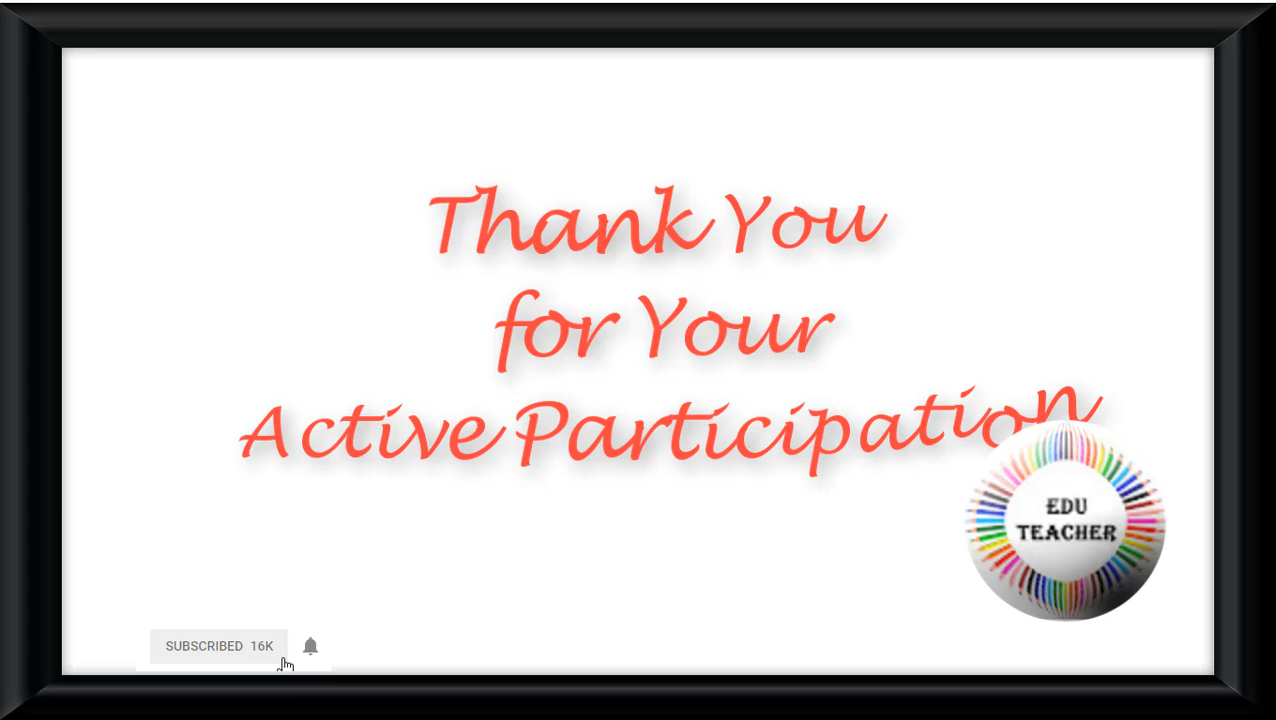 Thank You
for Your
Active Participation
EDU
TEACHER
SUBSCRIBED 16K